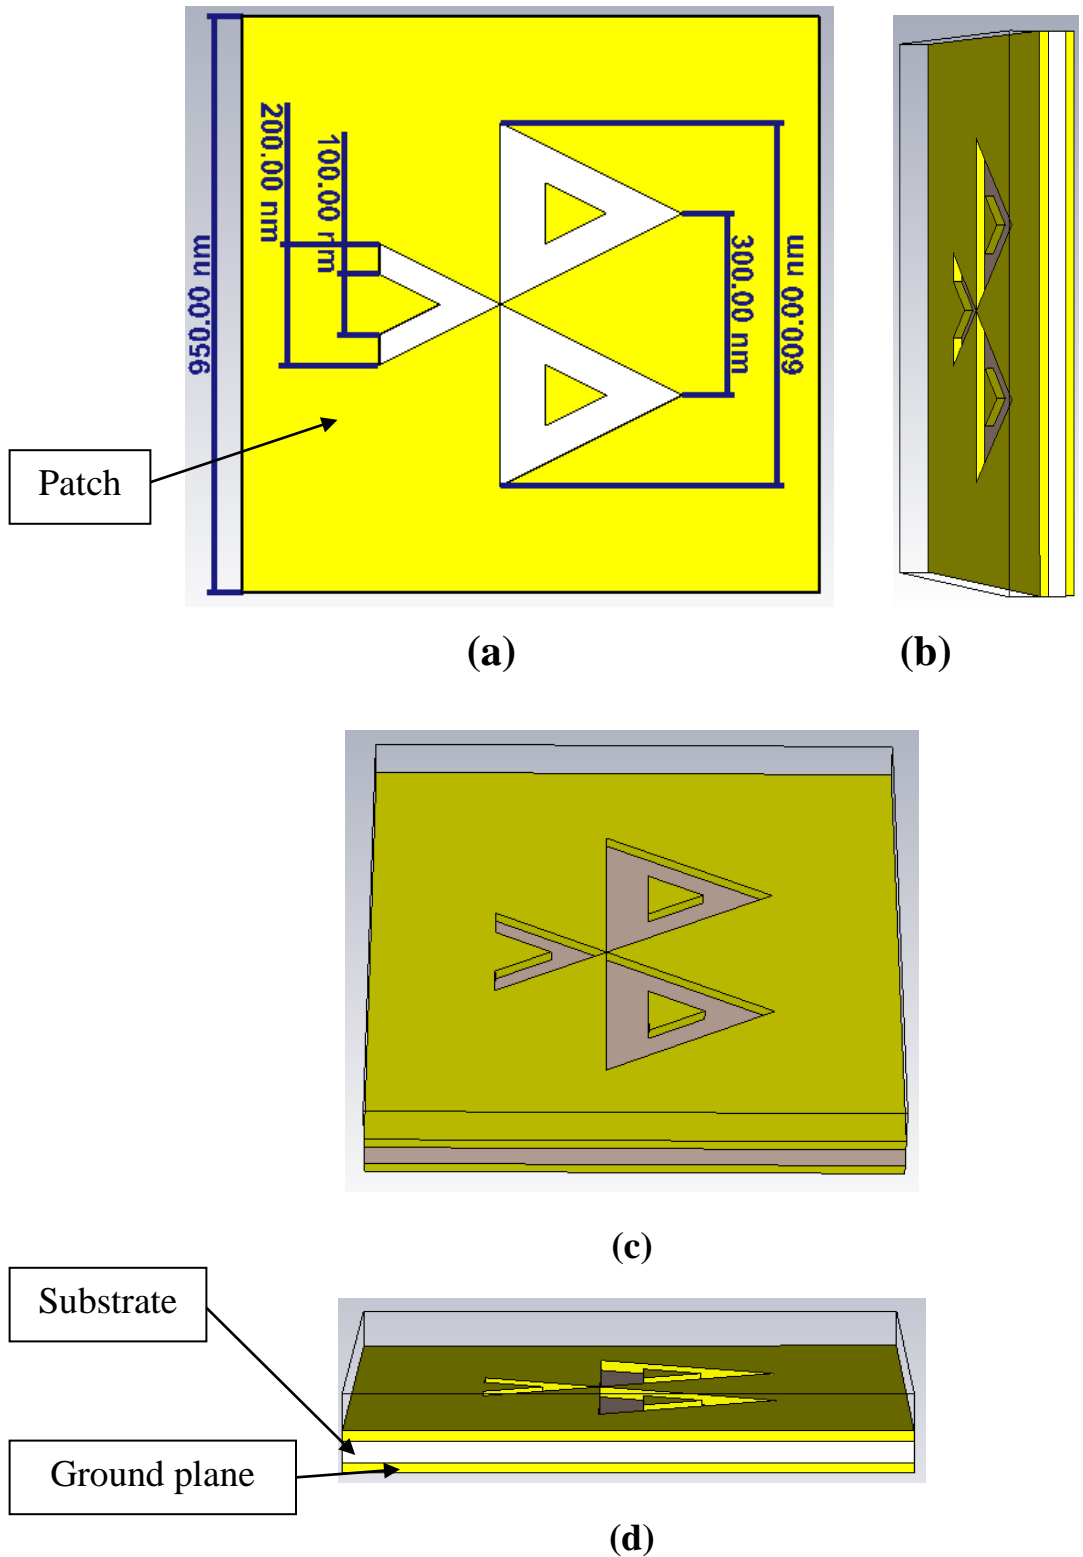 950.00 nm
200.00 nm
100.00 nm
300.00 nm
600.00 nm
Patch
(a)
(b)
(c)
Substrate
Ground plane
(d)